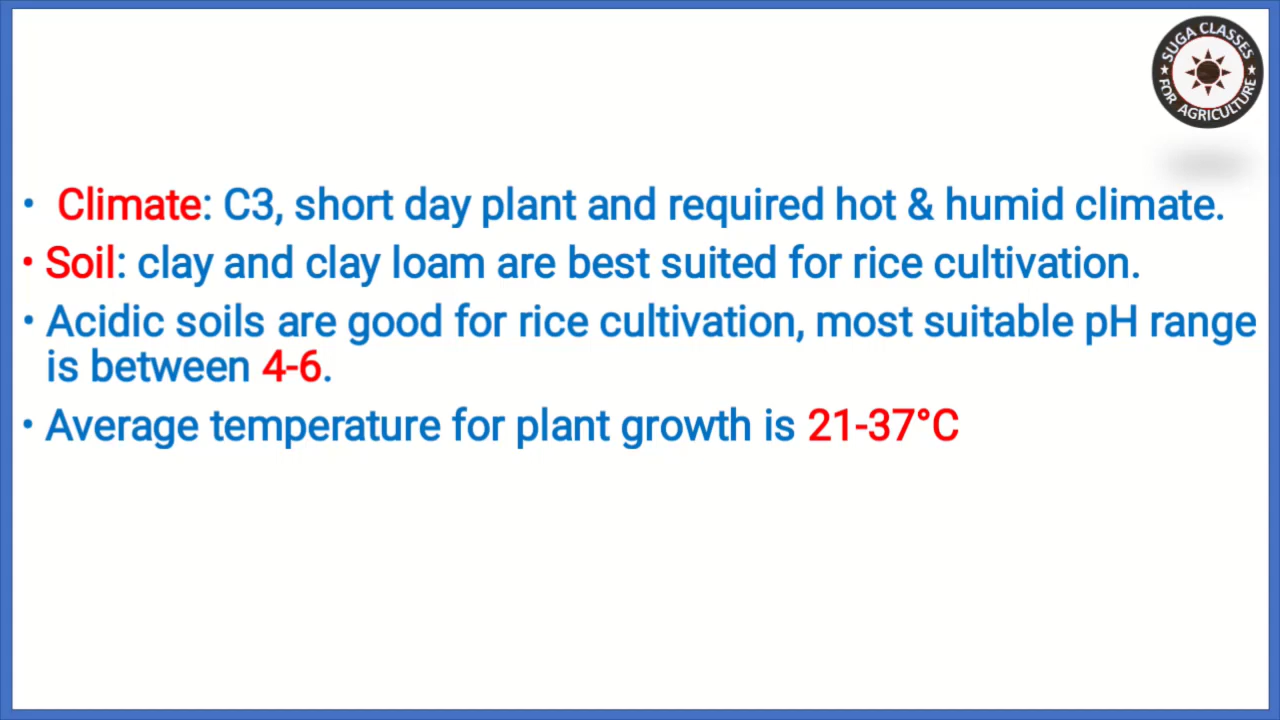 SUGA CLASSES
FOR AGRICULTURE
• Climate: C3, short day plant and required hot & humid climate.
• Soil: clay and clay loam are best suited for rice cultivation.
• Acidic soils are good for rice cultivation, most suitable pH range
is between 4-6.
• Average temperature for plant growth is 21-37°C